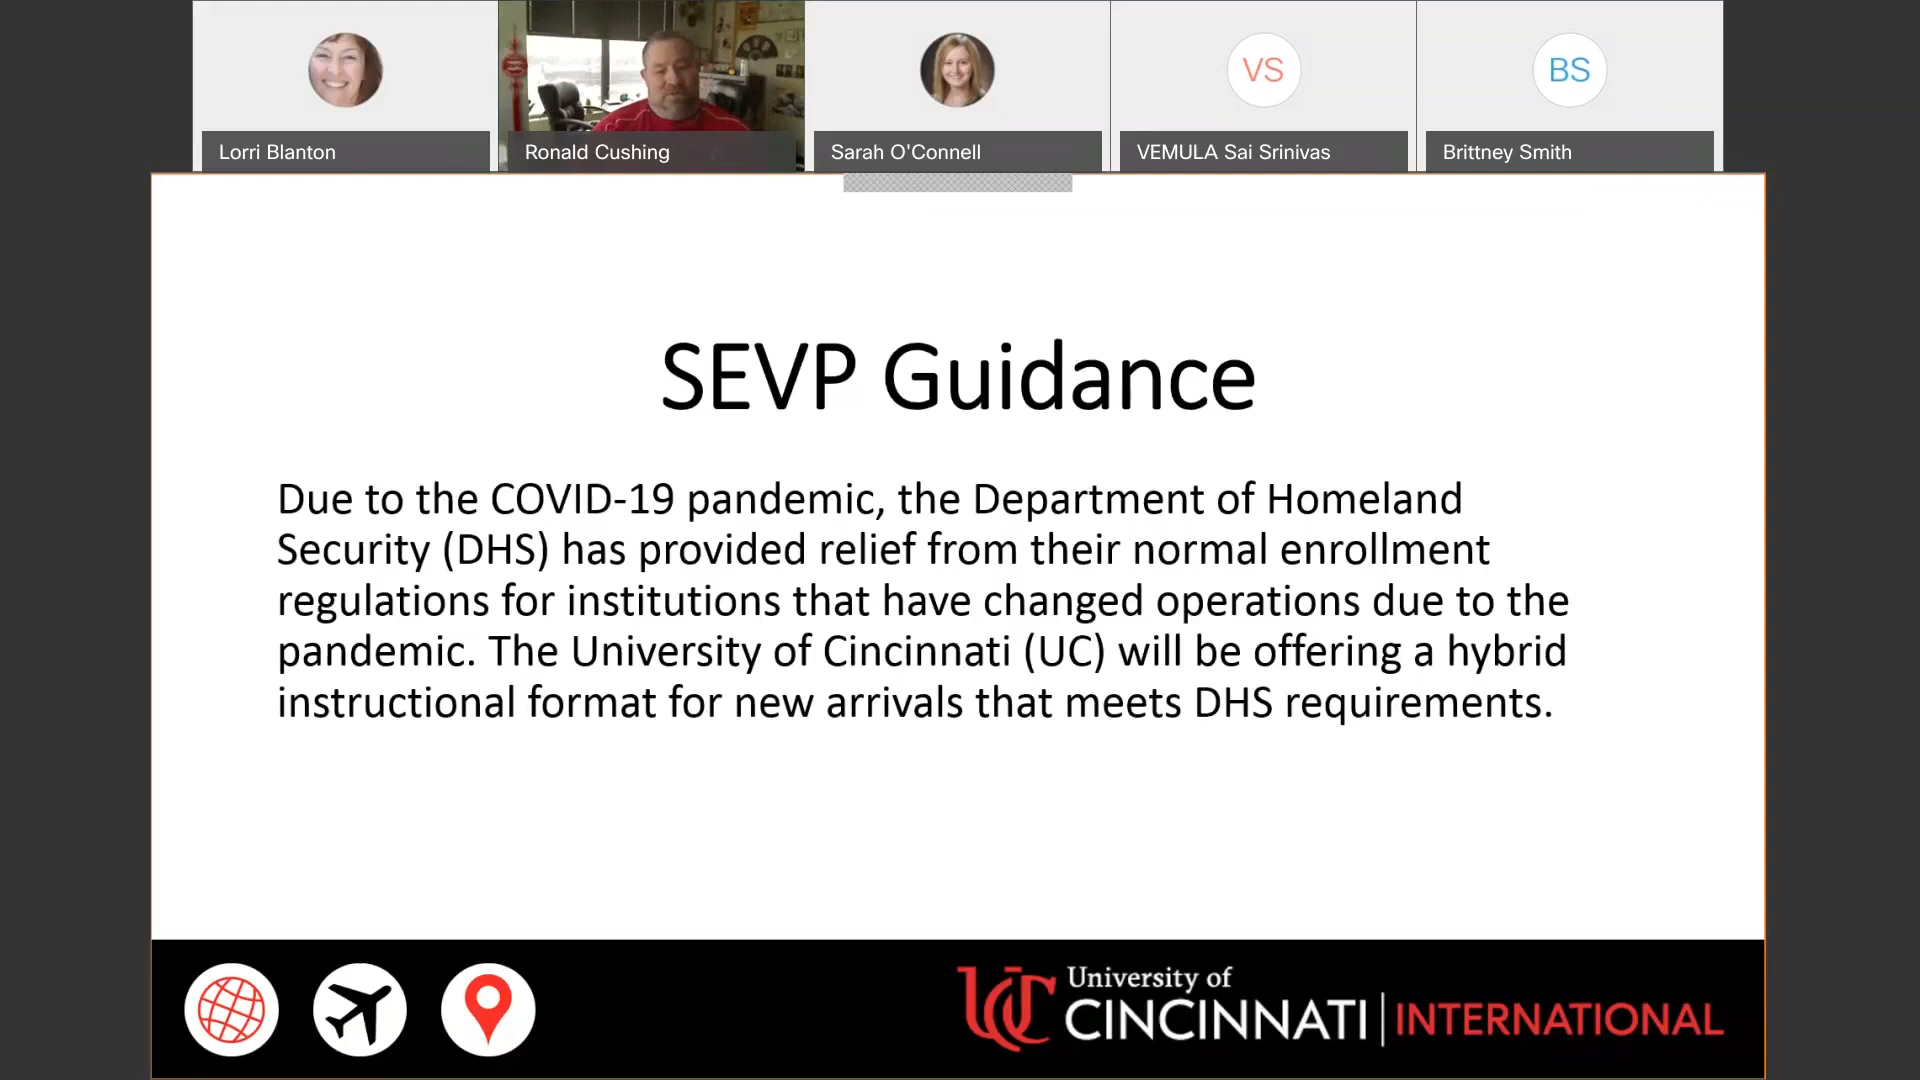 VS
BS
Lorri Blanton
Ronald Cushing
Sarah O'Connell
VEMULA Sai Srinivas
Brittney Smith
SEVP Guidance
Due to the COVID-19 pandemic, the Department of Homeland
Security (DHS) has provided relief from their normal enrollment
regulations for institutions that have changed operations due to the
pandemic. The University of Cincinnati (UC) will be offering a hybrid
instructional format for new arrivals that meets DHS requirements.
UC
University of
CINCINNATI INTERNATIONAL